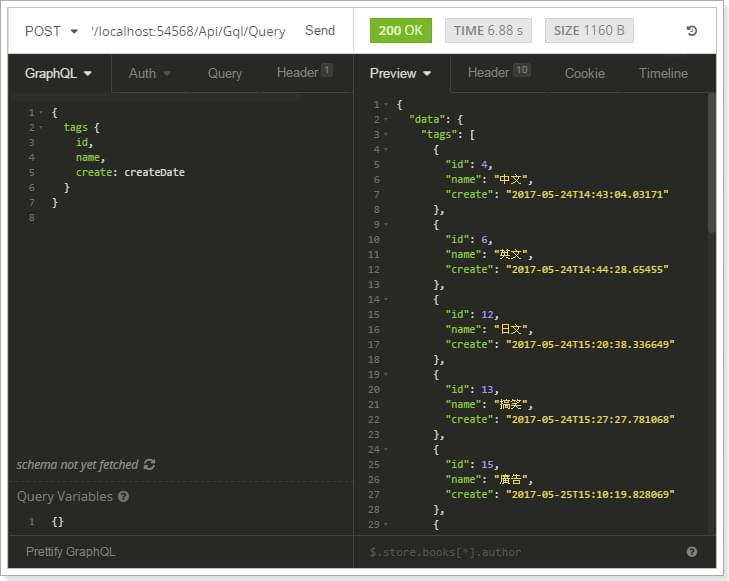 POST '/localhost:54568/Api/Gql/Query Send 200 OK TIME 6.88 s SIZE 1160 B
GraphQL Auth Query Header 1 Preview Header 10 Cookie Timeline
1 {
2 tags {
3 id,
4 name,
5 create: createDate
6 }
7 }
8
schema not yet fetched
Query Variables ?
1 {}
Prettify GraphQL
1 {
2 "data": {
3 "tags": [
4 {
5 "id": 4,
6 "name": "中文",
7 "create": "2017-05-24T14:43:04.03171"
8 },
9 {
10 "id": 6,
11 "name": "英文",
12 "create": "2017-05-24T14:44:28.65455"
13 },
14 {
15 "id": 12,
16 "name": "日文",
17 "create": "2017-05-24T15:20:38.336649"
18 },
19 {
20 "id": 13,
21 "name": "搞笑",
22 "create": "2017-05-24T15:27:27.781068"
23 },
24 {
25 "id": 15,
26 "name": "廣告",
27 "create": "2017-05-25T15:10:19.828069"
28 },
29 {
$.store.books[*].author ?